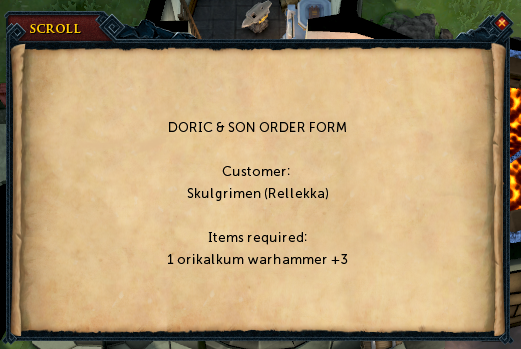 SCROLL
DORIC & SON ORDER FORM
Customer:
Skulgrimen (Rellekka)
Items required:
1 orikalkum warhammer +3